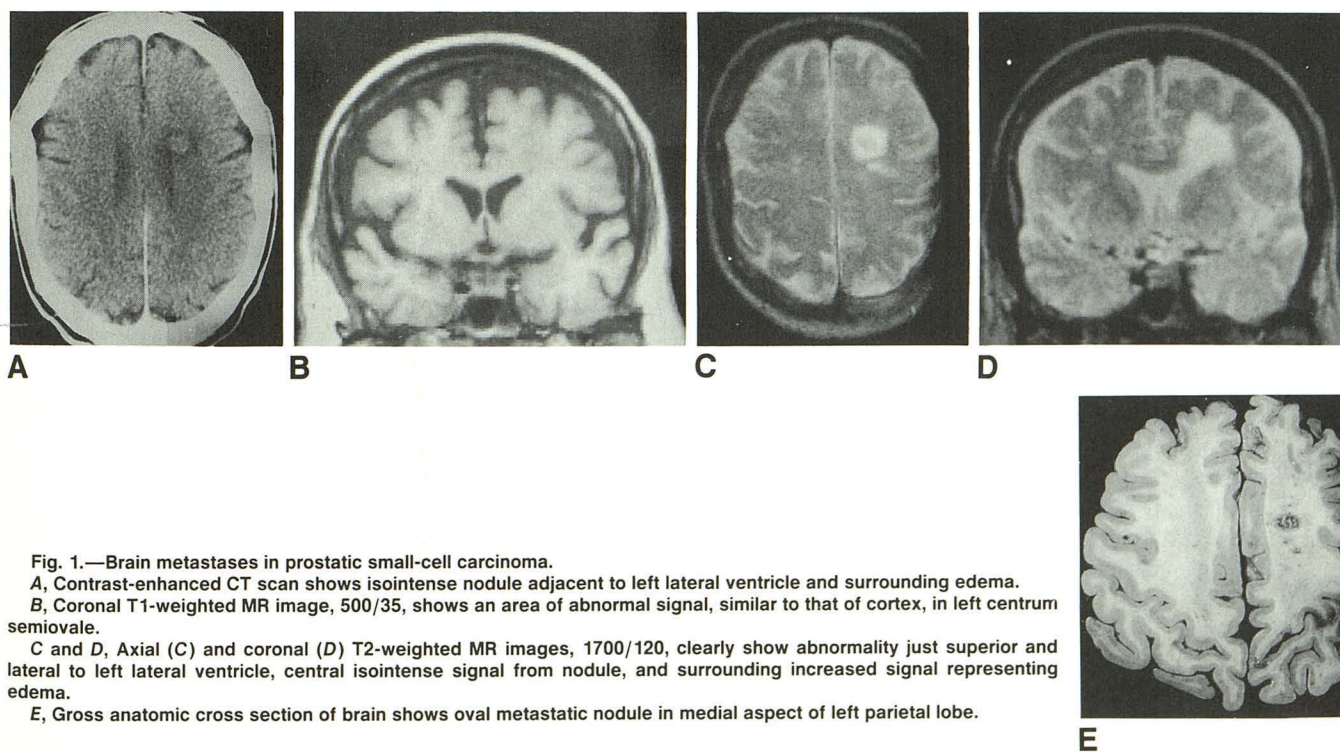 A
B
C
D
Fig. 1.—Brain metastases in prostatic small-cell carcinoma.
A, Contrast-enhanced CT scan shows isointense nodule adjacent to left lateral ventricle and surrounding edema.
B, Coronal T1-weighted MR image, 500/35, shows an area of abnormal signal, similar to that of cortex, in left centrum
semiovale.
C and D, Axial (C) and coronal (D) T2-weighted MR images, 1700/120, clearly show abnormality just superior and
lateral to left lateral ventricle, central isointense signal from nodule, and surrounding increased signal representing
edema.
E, Gross anatomic cross section of brain shows oval metastatic nodule in medial aspect of left parietal lobe.
E